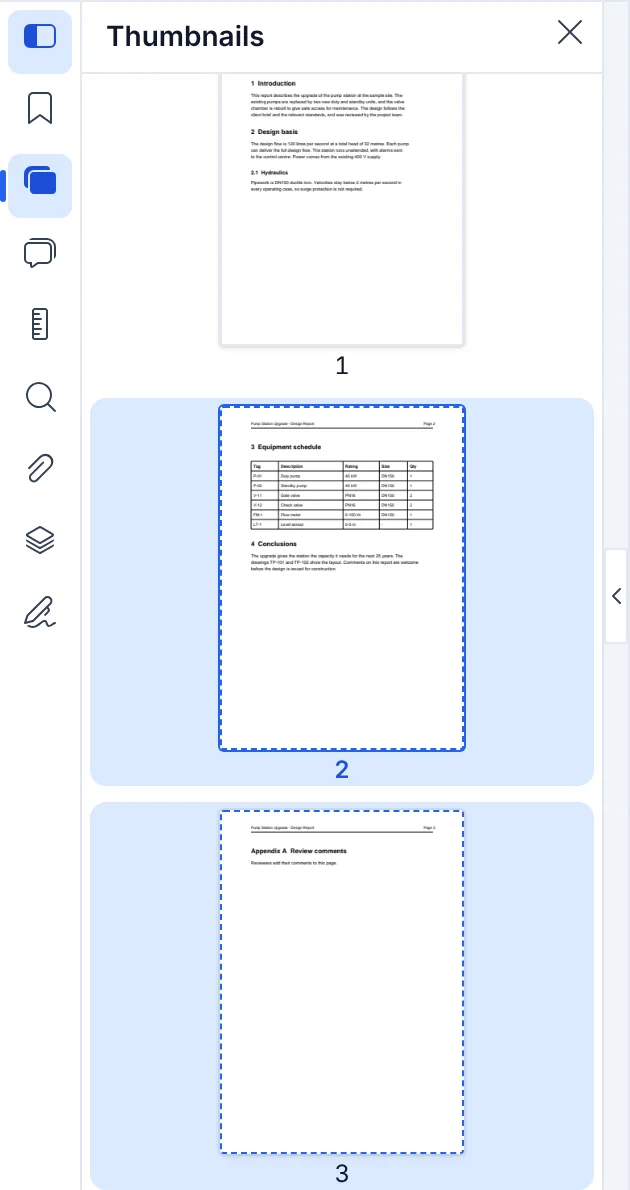 Thumbnails
1 Introduction
This report describes the upgrade of the pump station at the sample site. The
existing pumps are replaced by two new duty and standby units, and the valve
chamber is rebuilt to give safe access for maintenance. The design follows the
client brief and the relevant standards, and was reviewed by the project team.
2 Design basis
The design flow is 120 litres per second at a total head of 32 metres. Each pump
can deliver the full design flow. The station runs unattended, with alarms sent
to the control centre. Power comes from the existing 400 V supply.
2.1 Hydraulics
Pipework is DN150 ductile iron. Velocities stay below 2 metres per second in
every operating case, so surge protection is not required.
1
Pump Station Upgrade - Design Report Page 2
3 Equipment schedule
Tag Description Rating Size Qty
P-01 Duty pump 45 kW DN150 1
P-02 Standby pump 45 kW DN150 1
V-11 Gate valve PN16 DN150 2
V-12 Check valve PN16 DN150 2
FM-1 Flow meter 0-150 l/s DN150 1
LT-1 Level sensor 0-5 m - 1
4 Conclusions
The upgrade gives the station the capacity it needs for the next 25 years. The
drawings TP-101 and TP-102 show the layout. Comments on this report are welcome
before the design is issued for construction.
2
Pump Station Upgrade - Design Report Page 3
Appendix A Review comments
Reviewers add their comments to this page.
3